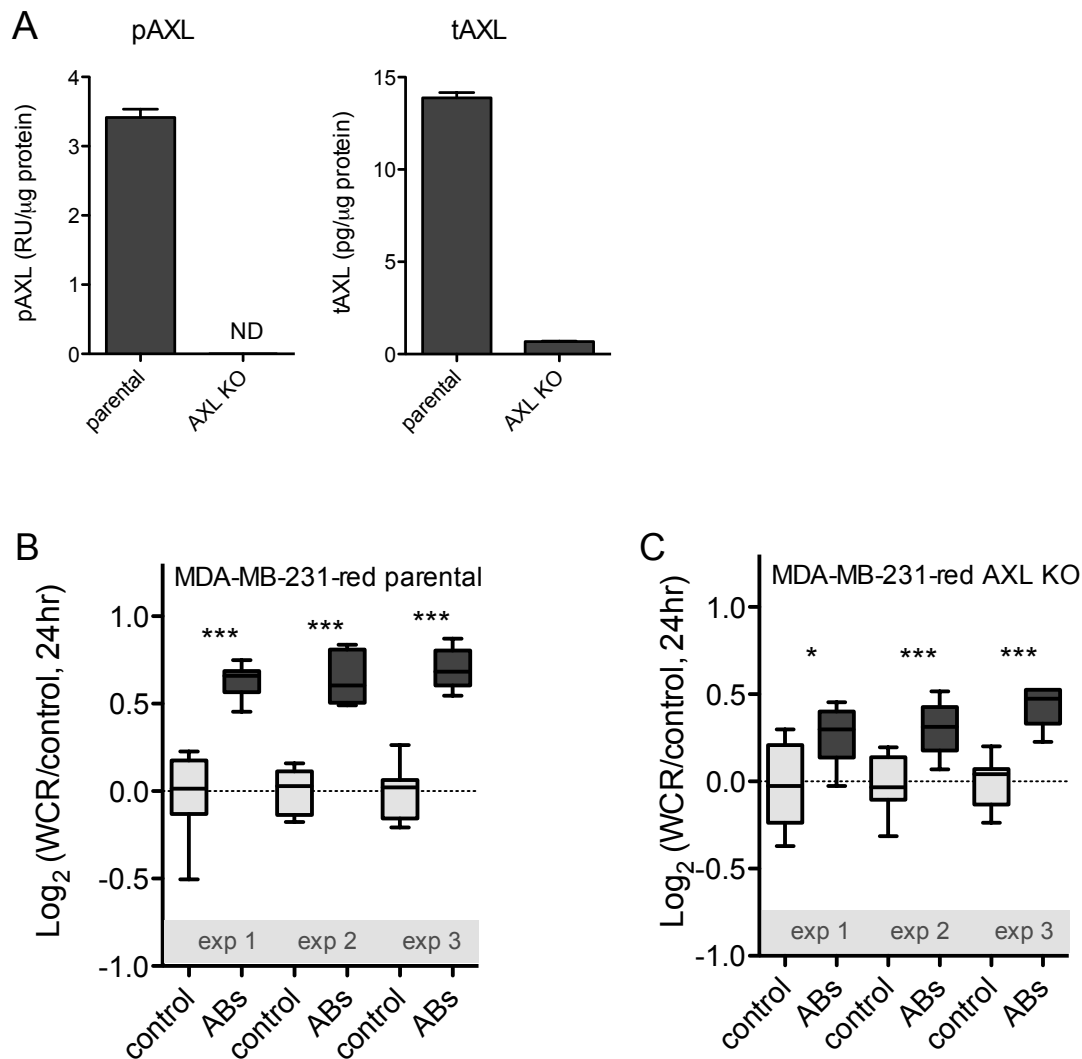 A
pAXL
tAXL
pAXL (RU/μg protein)
4
3
2
1
0
ND
parental
AXL KO
tAXL (pg/μg protein)
15
10
5
0
parental
AXL KO
B
MDA-MB-231-red parental
Log2 (WCR/control, 24hr)
1.0
0.5
0.0
-0.5
-1.0
*** *** ***
exp 1 exp 2 exp 3
control ABs control ABs control ABs
C
MDA-MB-231-red AXL KO
Log2 (WCR/control, 24hr)
1.0
0.5
0.0
-0.5
-1.0
* *** ***
exp 1 exp 2 exp 3
control ABs control ABs control ABs